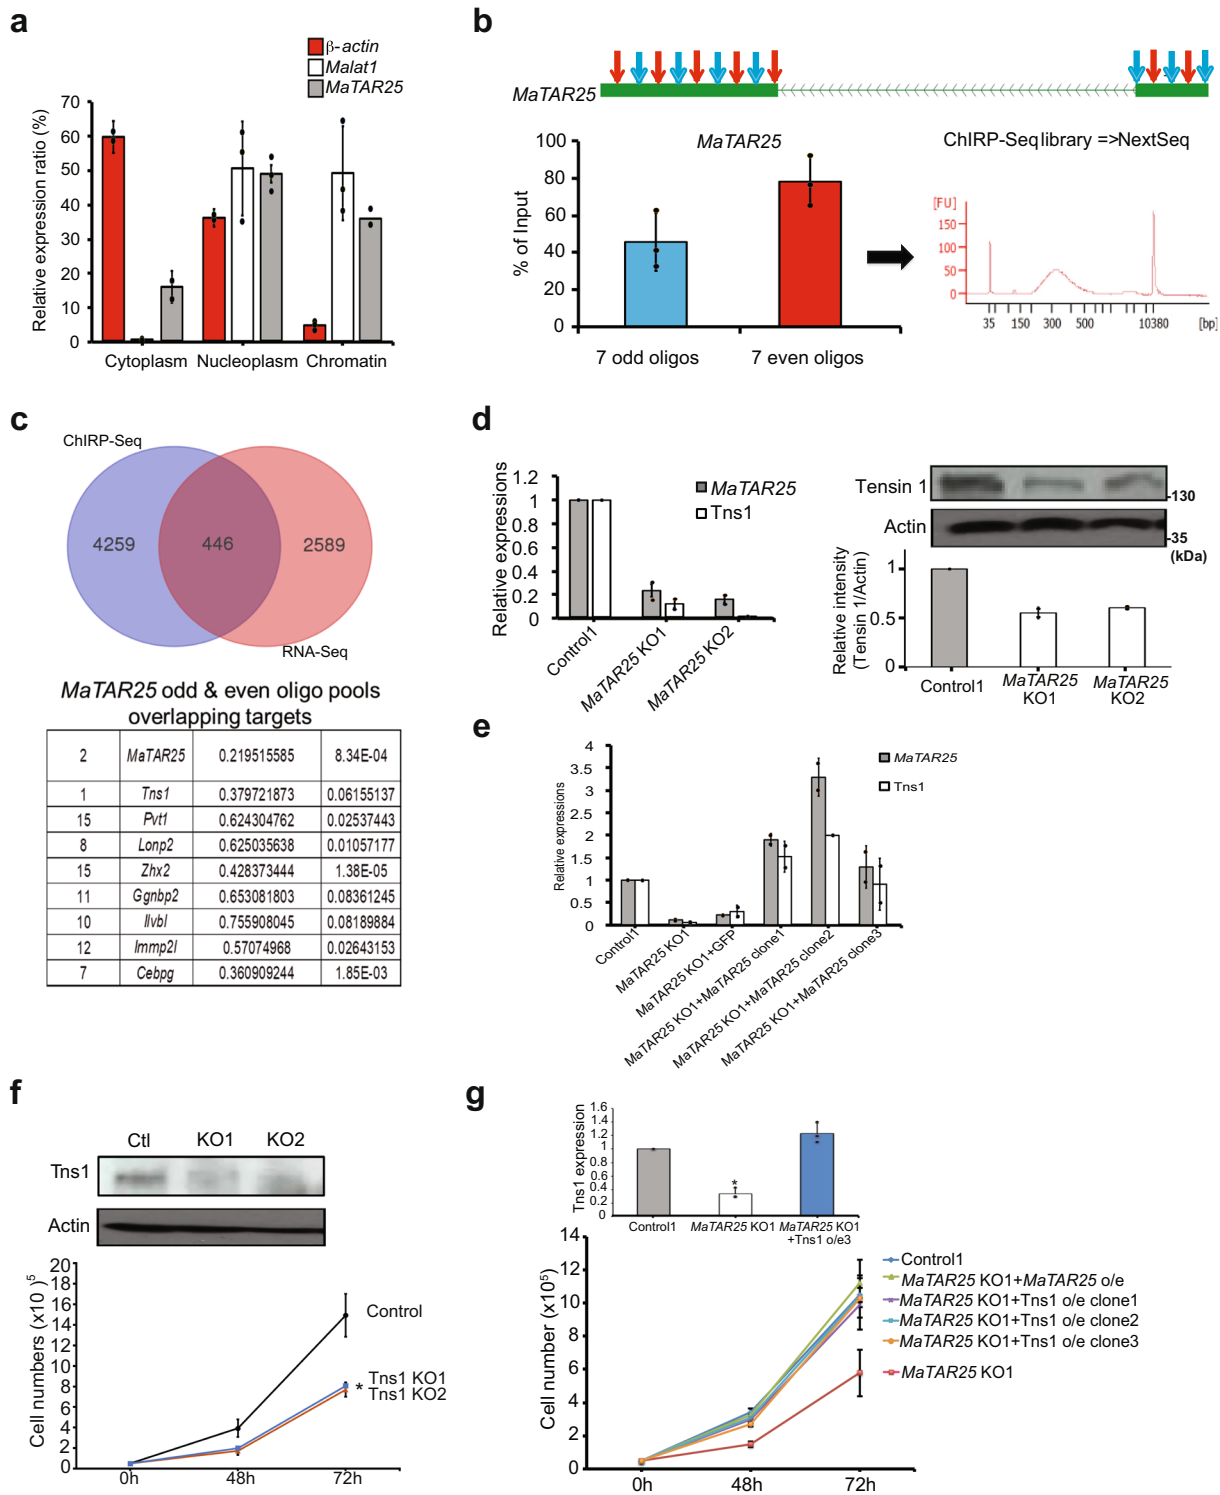 a
β-actin
Malat1
MaTAR25
Relative expression ratio (%)
70
60
50
40
30
20
10
0
Cytoplasm Nucleoplasm Chromatin
b
MaTAR25
MaTAR25
% of Input
100
80
60
40
20
0
7 odd oligos 7 even oligos
ChIRP-Seq library =>NextSeq
[FU]
150
100
50
0
35 150 300 500 10380 [bp]
c
ChIRP-Seq
4259 446 2589
RNA-Seq
MaTAR25 odd & even oligo pools
overlapping targets
2 MaTAR25 0.219515585 8.34E-04
1 Tns1 0.379721873 0.06155137
15 Pvt1 0.624304762 0.02537443
8 Lonp2 0.625035638 0.01057177
15 Zhx2 0.428373444 1.38E-05
11 Ggnbp2 0.653081803 0.08361245
10 Ilvbl 0.755908045 0.08189884
12 Immp2l 0.57074968 0.02643153
7 Cebpg 0.360909244 1.85E-03
d
Relative expressions
1.2
1
0.8
0.6
0.4
0.2
0
MaTAR25
Tns1
Control1
MaTAR25 KO1
MaTAR25 KO2
Tensin 1
-130
Actin
-35
(kDa)
Relative intensity
(Tensin 1/Actin)
1
0.5
0
Control1 MaTAR25 KO1 MaTAR25 KO2
e
Relative expressions
4
3.5
3
2.5
2
1.5
1
0.5
0
MaTAR25
Tns1
Control1
MaTAR25 KO1
MaTAR25 KO1+GFP
MaTAR25 KO1+MaTAR25 clone1
MaTAR25 KO1+MaTAR25 clone2
MaTAR25 KO1+MaTAR25 clone3
f
Ctl KO1 KO2
Tns1
Actin
Cell numbers (x10 )5
20
18
16
14
12
10
8
6
4
2
0
0h 48h 72h
Control
Tns1 KO1
* Tns1 KO2
g
Tns1 expression
1.6
1.4
1.2
1
0.8
0.6
0.4
0.2
0
*
Control1 MaTAR25 KO1 MaTAR25 KO1
+Tns1 o/e3
Cell number (x10⁵)
14
12
10
8
6
4
2
0
0h 48h 72h
Control1
MaTAR25 KO1+MaTAR25 o/e
MaTAR25 KO1+Tns1 o/e clone1
MaTAR25 KO1+Tns1 o/e clone2
MaTAR25 KO1+Tns1 o/e clone3
MaTAR25 KO1